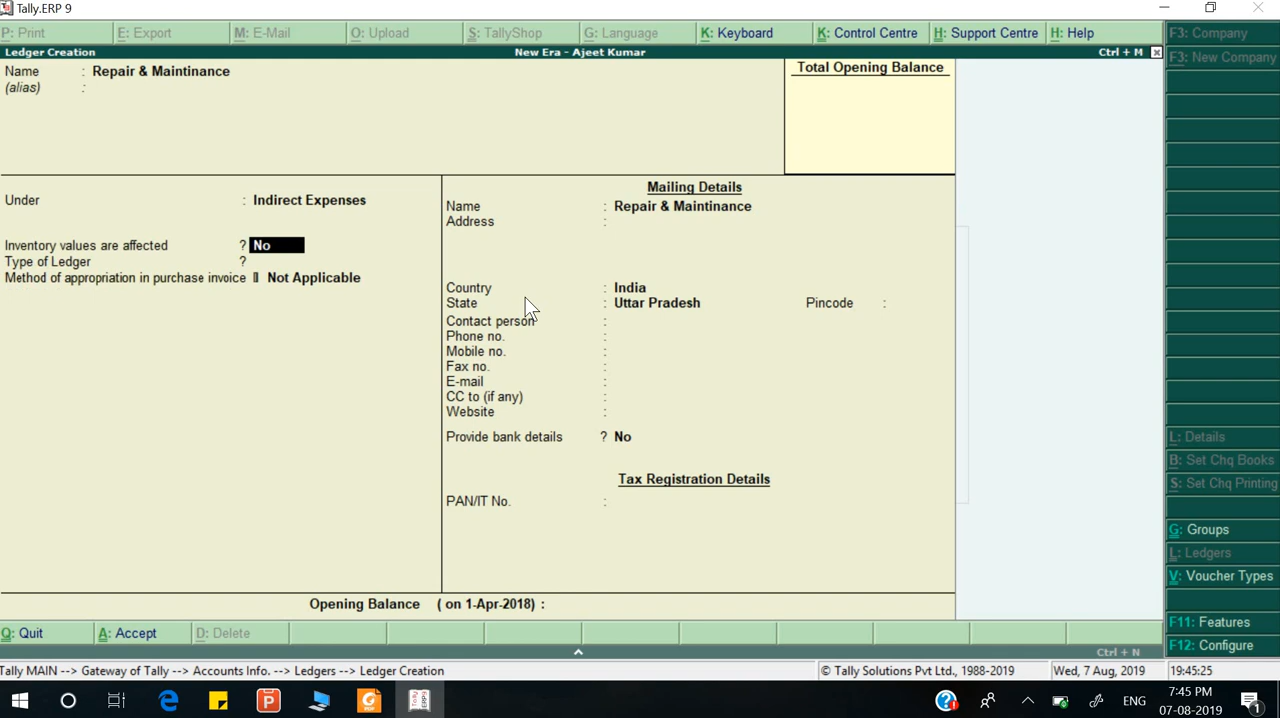 Tally.ERP 9
P: Print
E: Export
M: E-Mail
O: Upload
S: TallyShop
G: Language
K: Keyboard
K: Control Centre
H: Support Centre
H: Help
F3: Company
Ledger Creation
New Era - Ajeet Kumar
Ctrl + M
F3: New Company
Name : Repair & Maintinance
(alias) :
Total Opening Balance
Under : Indirect Expenses
Inventory values are affected ? No
Type of Ledger ?
Method of appropriation in purchase invoice Not Applicable
Mailing Details
Name : Repair & Maintinance
Address :
Country : India
State : Uttar Pradesh
Pincode :
Contact person :
Phone no. :
Mobile no. :
Fax no. :
E-mail :
CC to (if any) :
Website :
Provide bank details ? No
Tax Registration Details
PAN/IT No. :
Opening Balance ( on 1-Apr-2018) :
L: Details
B: Set Chq Books
S: Set Chq Printing
G: Groups
L: Ledgers
V: Voucher Types
F11: Features
F12: Configure
Q: Quit
A: Accept
D: Delete
Ctrl + N
Tally MAIN --> Gateway of Tally --> Accounts Info. --> Ledgers --> Ledger Creation
© Tally Solutions Pvt Ltd., 1988-2019
Wed, 7 Aug, 2019
19:45:25
ENG
7:45 PM
07-08-2019